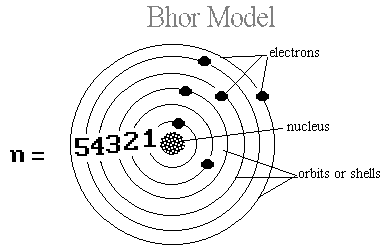 Bhor Model
electrons
nucleus
n = 54321
orbits or shells